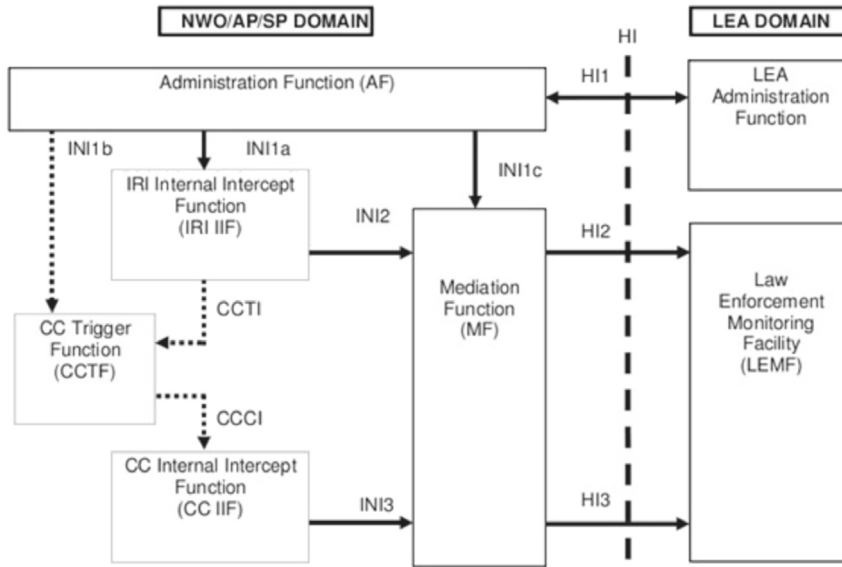 NWO/AP/SP DOMAIN
HI
LEA DOMAIN
Administration Function (AF)
HI1
LEA
Administration
Function
INI1b
INI1a
INI1c
IRI Internal Intercept
Function
(IRI IIF)
INI2
HI2
CCTI
Mediation
Function
(MF)
Law
Enforcement
Monitoring
Facility
(LEMF)
CC Trigger
Function
(CCTF)
CCCI
CC Internal Intercept
Function
(CC IIF)
INI3
HI3